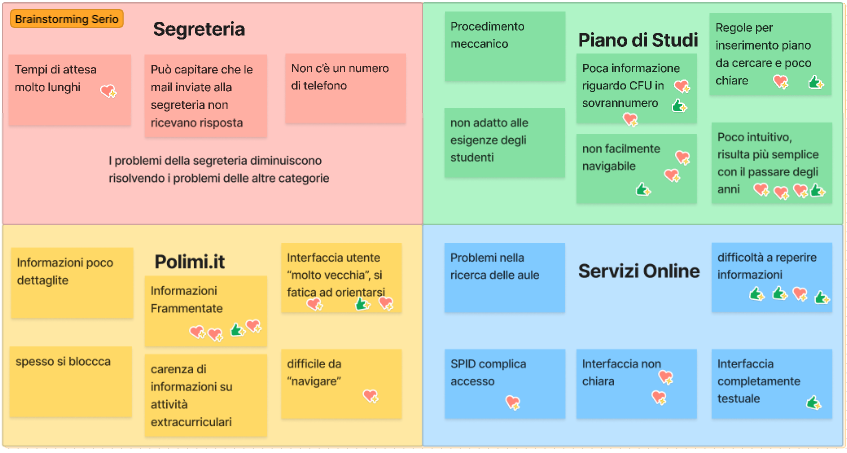 Brainstorming Serio
Segreteria
Tempi di attesa
molto lunghi
Può capitare che le
mail inviate alla
segreteria non
ricevano risposta
Non c'è un numero
di telefono
I problemi della segreteria diminuiscono
risolvendo i problemi delle altre categorie
Piano di Studi
Procedimento
meccanico
Poca informazione
riguardo CFU in
sovrannumero
Regole per
inserimento piano
da cercare e poco
chiare
non adatto alle
esigenze degli
studenti
non facilmente
navigabile
Poco intuitivo,
risulta più semplice
con il passare degli
anni
Polimi.it
Informazioni poco
dettaglite
Informazioni
Frammentate
Interfaccia utente
"molto vecchia", si
fatica ad orientarsi
spesso si bloccca
carenza di
informazioni su
attività
extracurriculari
difficile da
"navigare"
Servizi Online
Problemi nella
ricerca delle aule
difficoltà a reperire
informazioni
SPID complica
accesso
Interfaccia non
chiara
Interfaccia
completamente
testuale